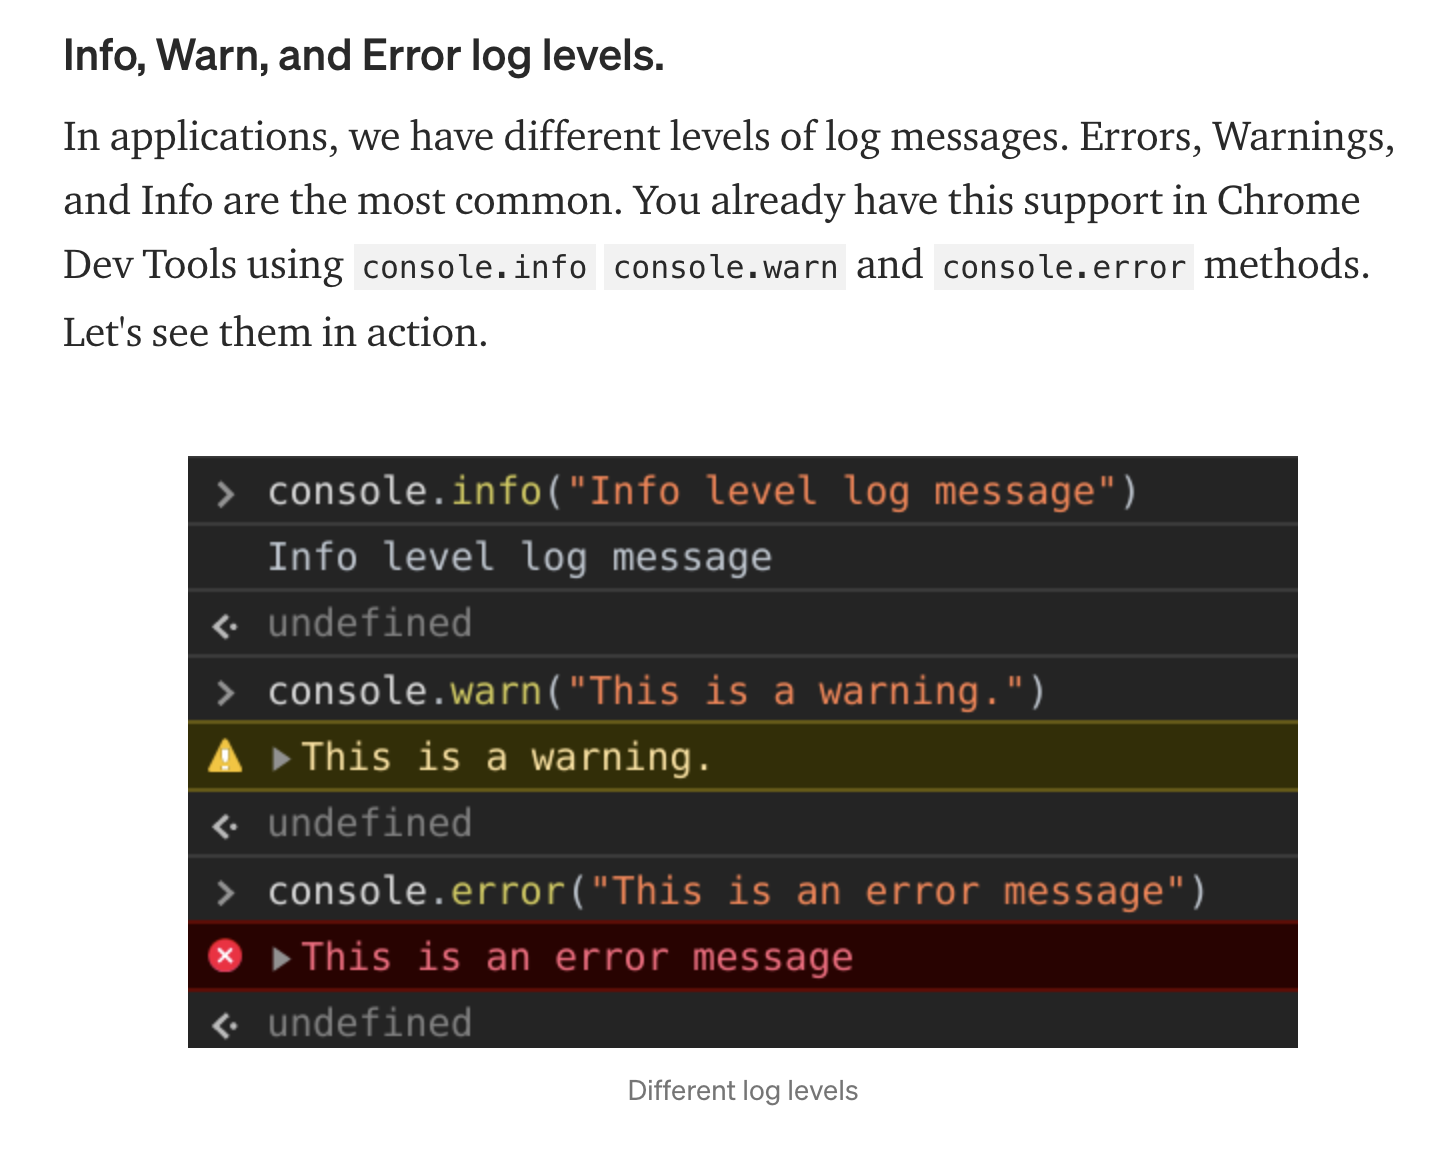 Info, Warn, and Error log levels.
In applications, we have different levels of log messages. Errors, Warnings,
and Info are the most common. You already have this support in Chrome
Dev Tools using console.info console.warn and console.error methods.
Let's see them in action.
> console.info("Info level log message")
Info level log message
undefined
> console.warn("This is a warning.")
This is a warning.
undefined
> console.error("This is an error message")
This is an error message
undefined
Different log levels